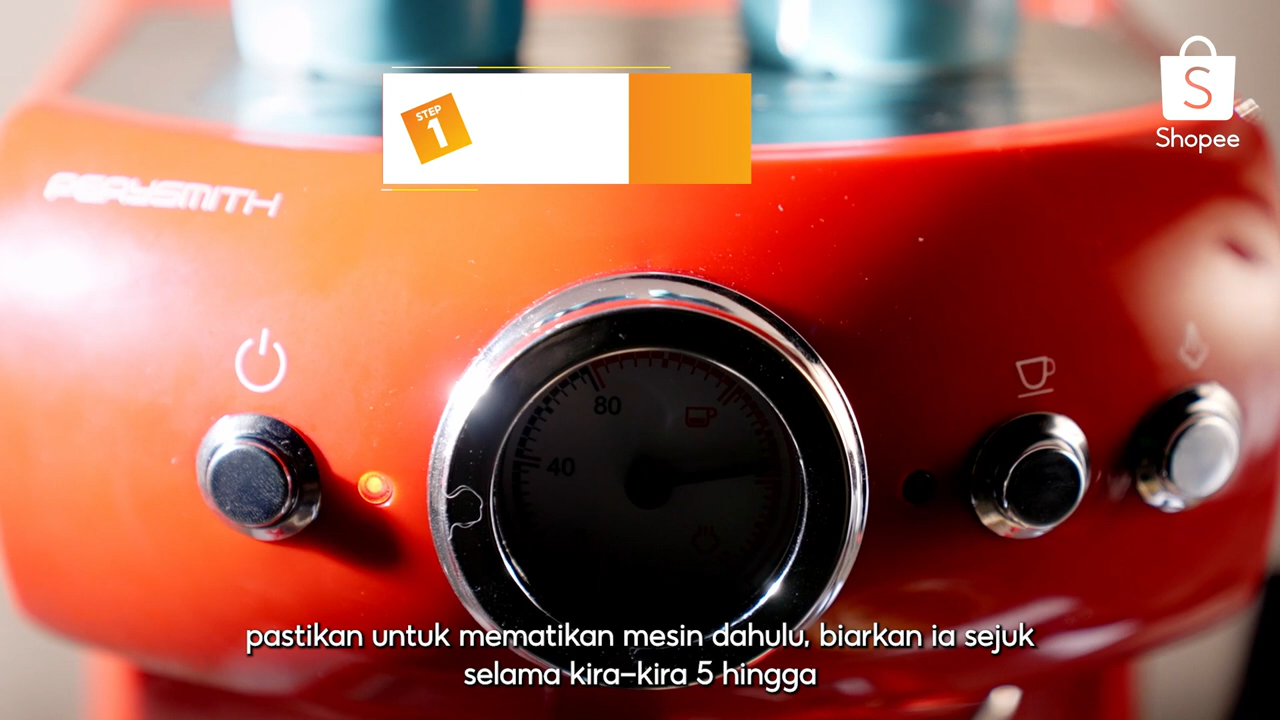 STEP
1
S
Shopee
PERYSMITH
80
40
pastikan untuk mematikan mesin dahulu, biarkan ia sejuk
selama kira-kira 5 hingga